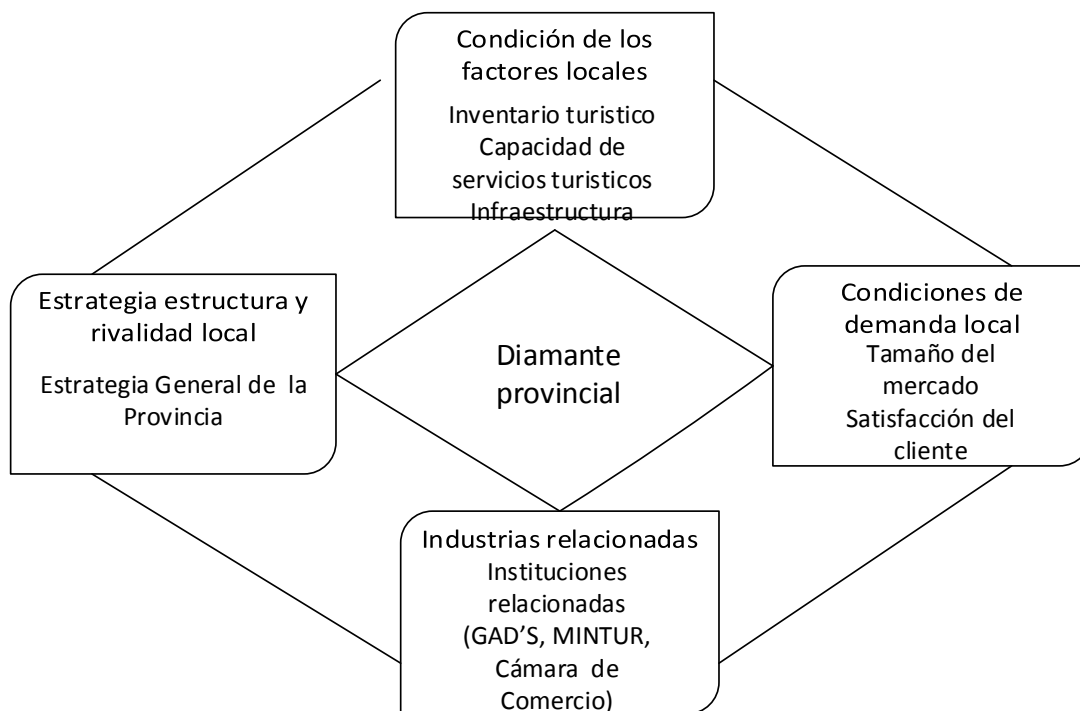 Condición de los
factores locales
Inventario turistico
Capacidad de
servicios turisticos
Infraestructura
Estrategia estructura y
rivalidad local
Estrategia General de la
Provincia
Diamante
provincial
Condiciones de
demanda local
Tamaño del
mercado
Satisfacción del
cliente
Industrias relacionadas
Instituciones
relacionadas
(GAD'S, MINTUR,
Cámara de
Comercio)